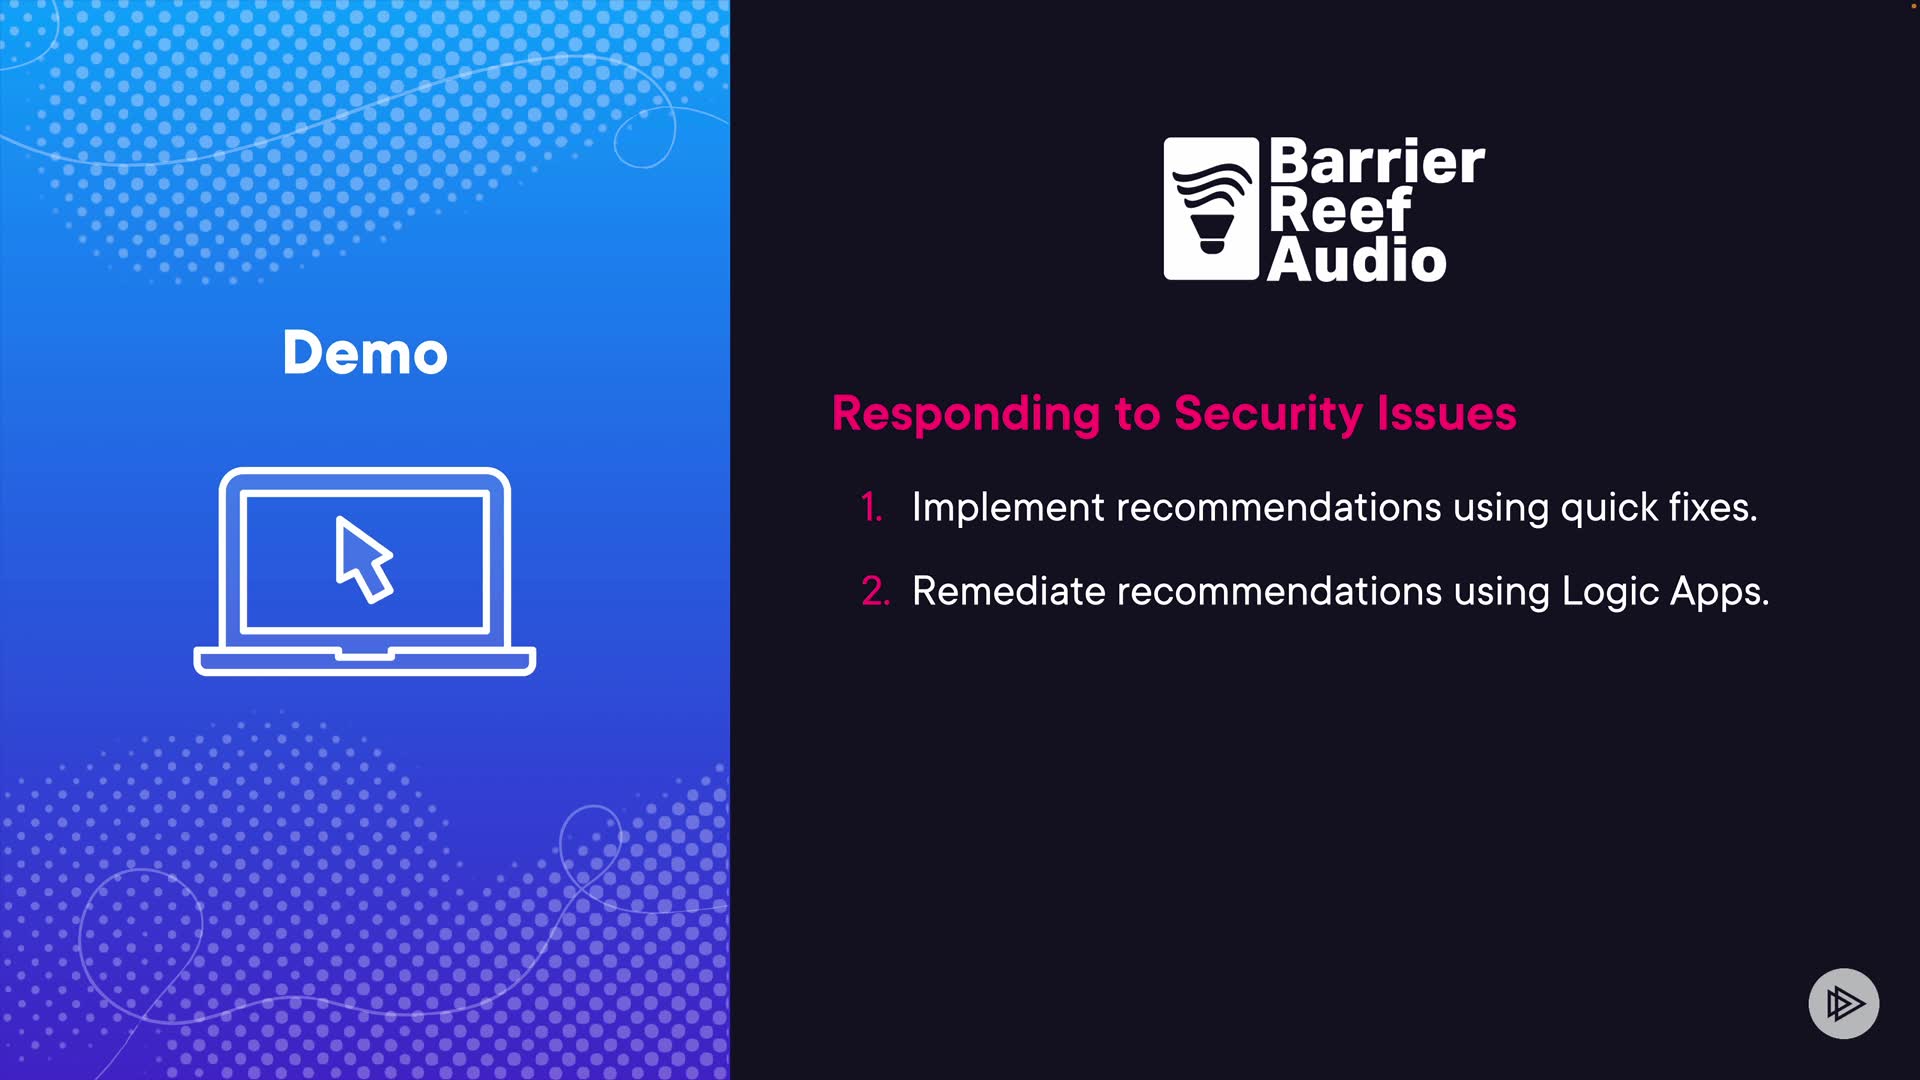 Demo
Barrier
Reef
Audio
Responding to Security Issues
1. Implement recommendations using quick fixes.
2. Remediate recommendations using Logic Apps.